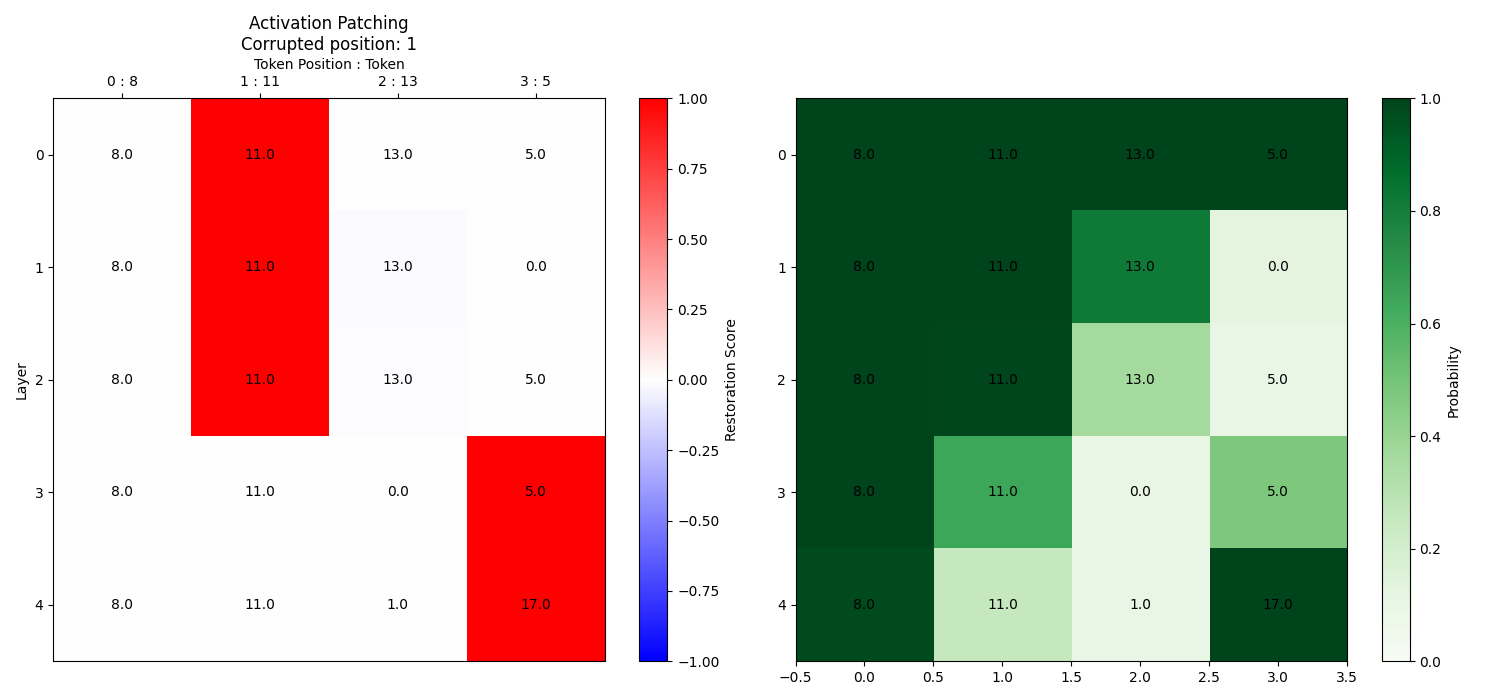 Activation Patching
Corrupted position: 1
Token Position : Token
0 : 8 1 : 11 2 : 13 3 : 5
0 8.0 11.0 13.0 5.0
1 8.0 11.0 13.0 0.0
2 8.0 11.0 13.0 5.0
3 8.0 11.0 0.0 5.0
4 8.0 11.0 1.0 17.0
Layer
1.00
0.75
0.50
0.25
0.00
−0.25
−0.50
−0.75
−1.00
Restoration Score
0 8.0 11.0 13.0 5.0
1 8.0 11.0 13.0 0.0
2 8.0 11.0 13.0 5.0
3 8.0 11.0 0.0 5.0
4 8.0 11.0 1.0 17.0
−0.5 0.0 0.5 1.0 1.5 2.0 2.5 3.0 3.5
1.0
0.8
0.6
0.4
0.2
0.0
Probability